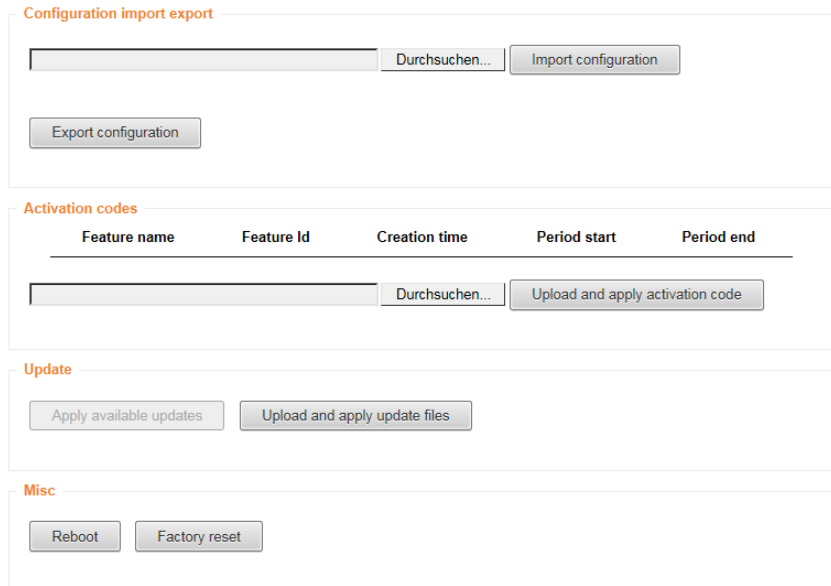 Configuration import export
Durchsuchen... Import configuration
Export configuration
Activation codes
Feature name Feature Id Creation time Period start Period end
Durchsuchen... Upload and apply activation code
Update
Apply available updates Upload and apply update files
Misc
Reboot Factory reset